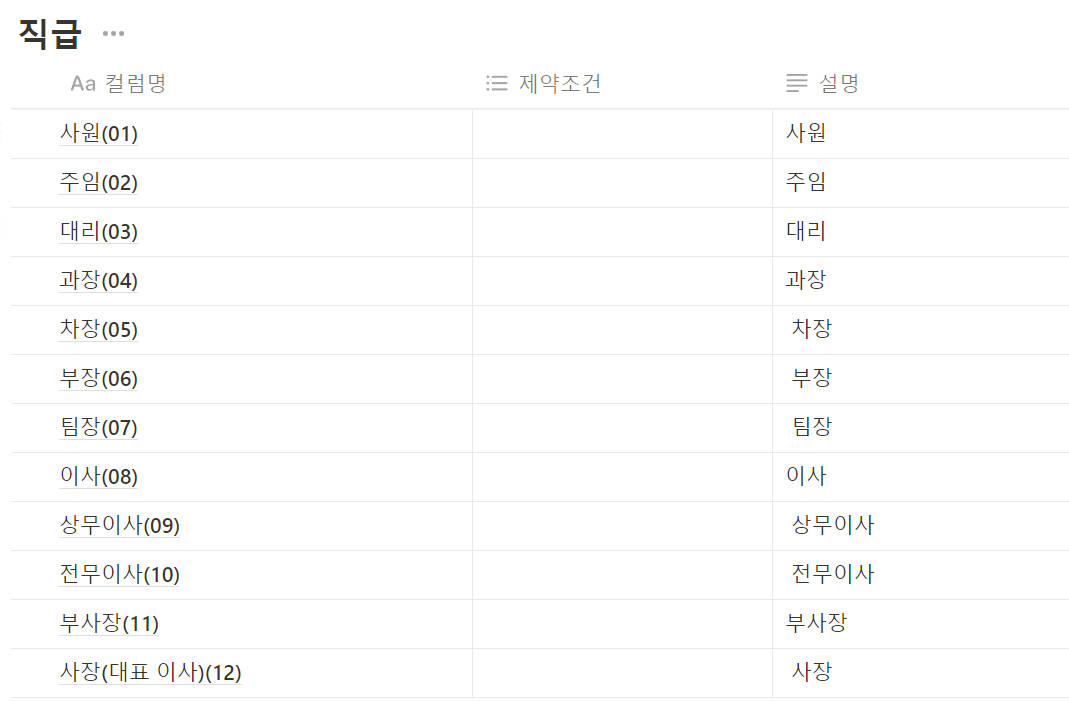 직급 ...
Aa 컬럼명 제약조건 설명
사원(01) 사원
주임(02) 주임
대리(03) 대리
과장(04) 과장
차장(05) 차장
부장(06) 부장
팀장(07) 팀장
이사(08) 이사
상무이사(09) 상무이사
전무이사(10) 전무이사
부사장(11) 부사장
사장(대표 이사)(12) 사장